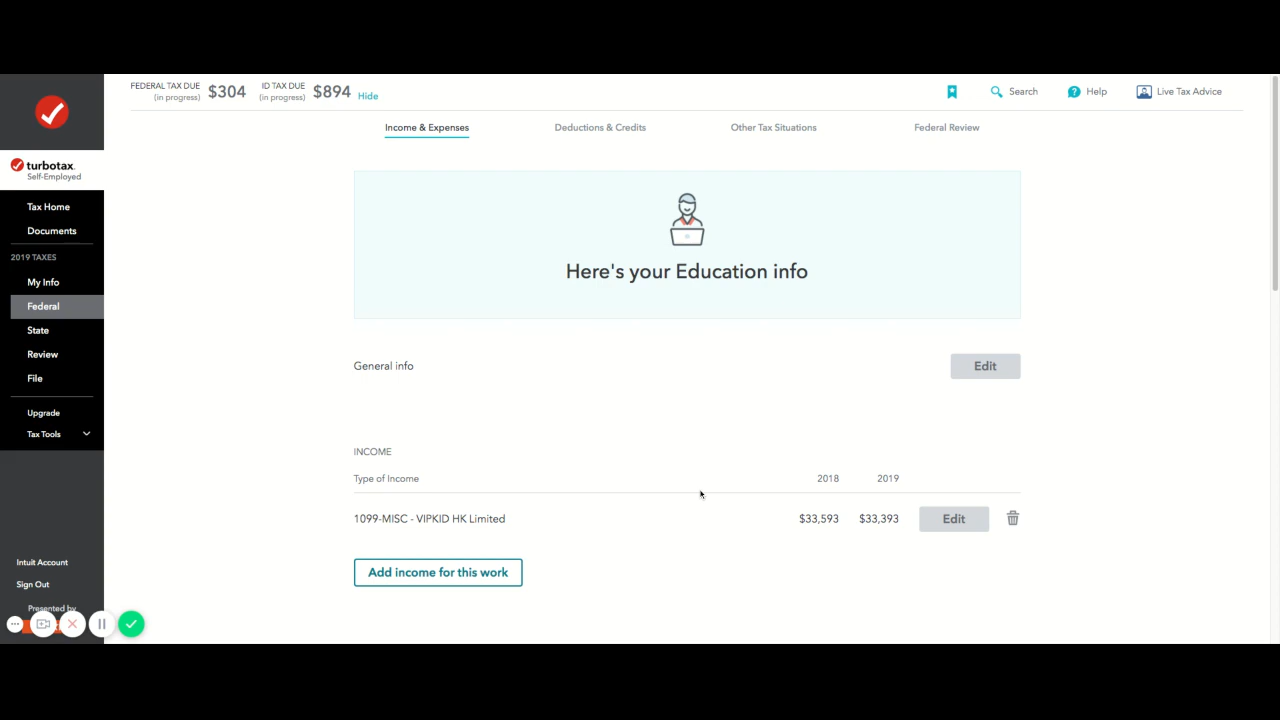 FEDERAL TAX DUE
(in progress)
$304
ID TAX DUE
(in progress)
$894
Hide
Search
Help
Live Tax Advice
Income & Expenses
Deductions & Credits
Other Tax Situations
Federal Review
turbotax.
Self-Employed
Tax Home
Documents
2019 TAXES
My Info
Federal
State
Review
File
Upgrade
Tax Tools
Intuit Account
Sign Out
Presented by
Here's your Education info
General info
Edit
INCOME
Type of Income 2018 2019
1099-MISC - VIPKID HK Limited $33,593 $33,393 Edit
Add income for this work